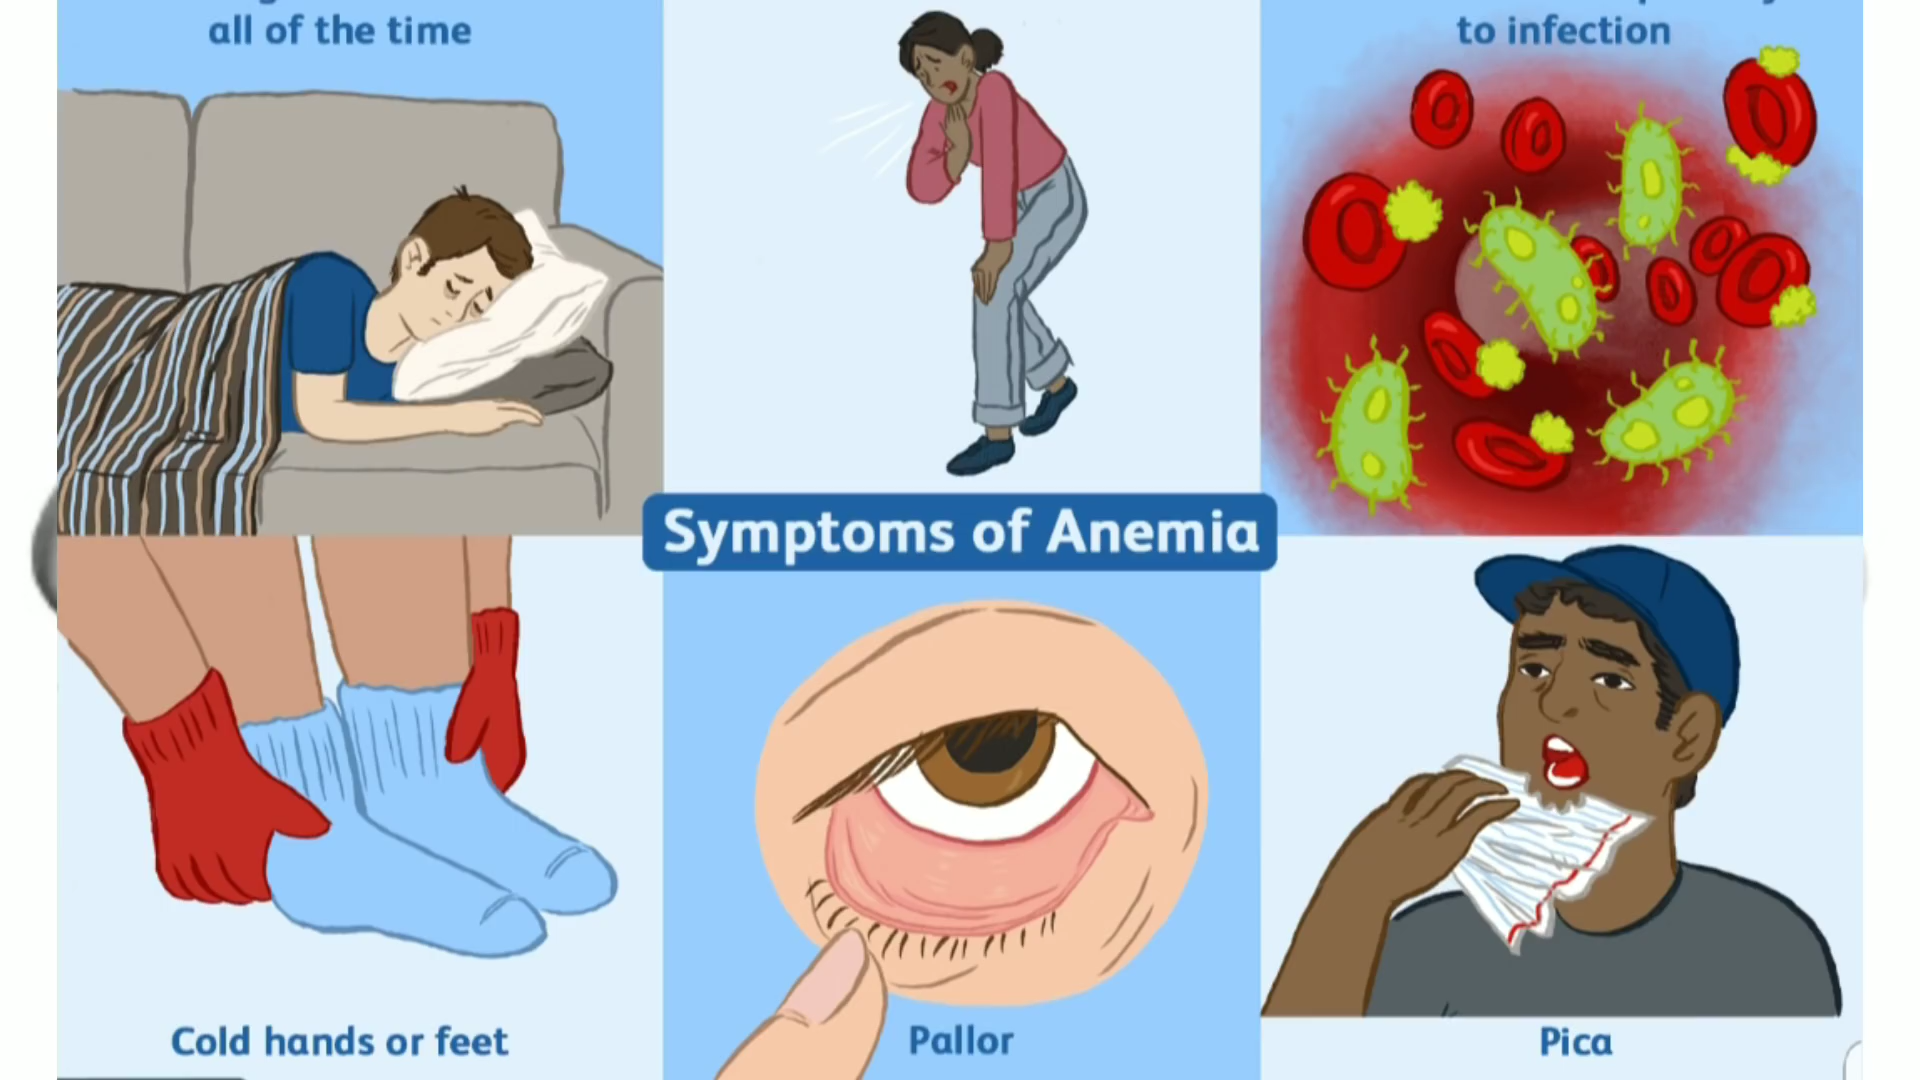 all of the time
to infection
Symptoms of Anemia
Cold hands or feet
Pallor
Pica